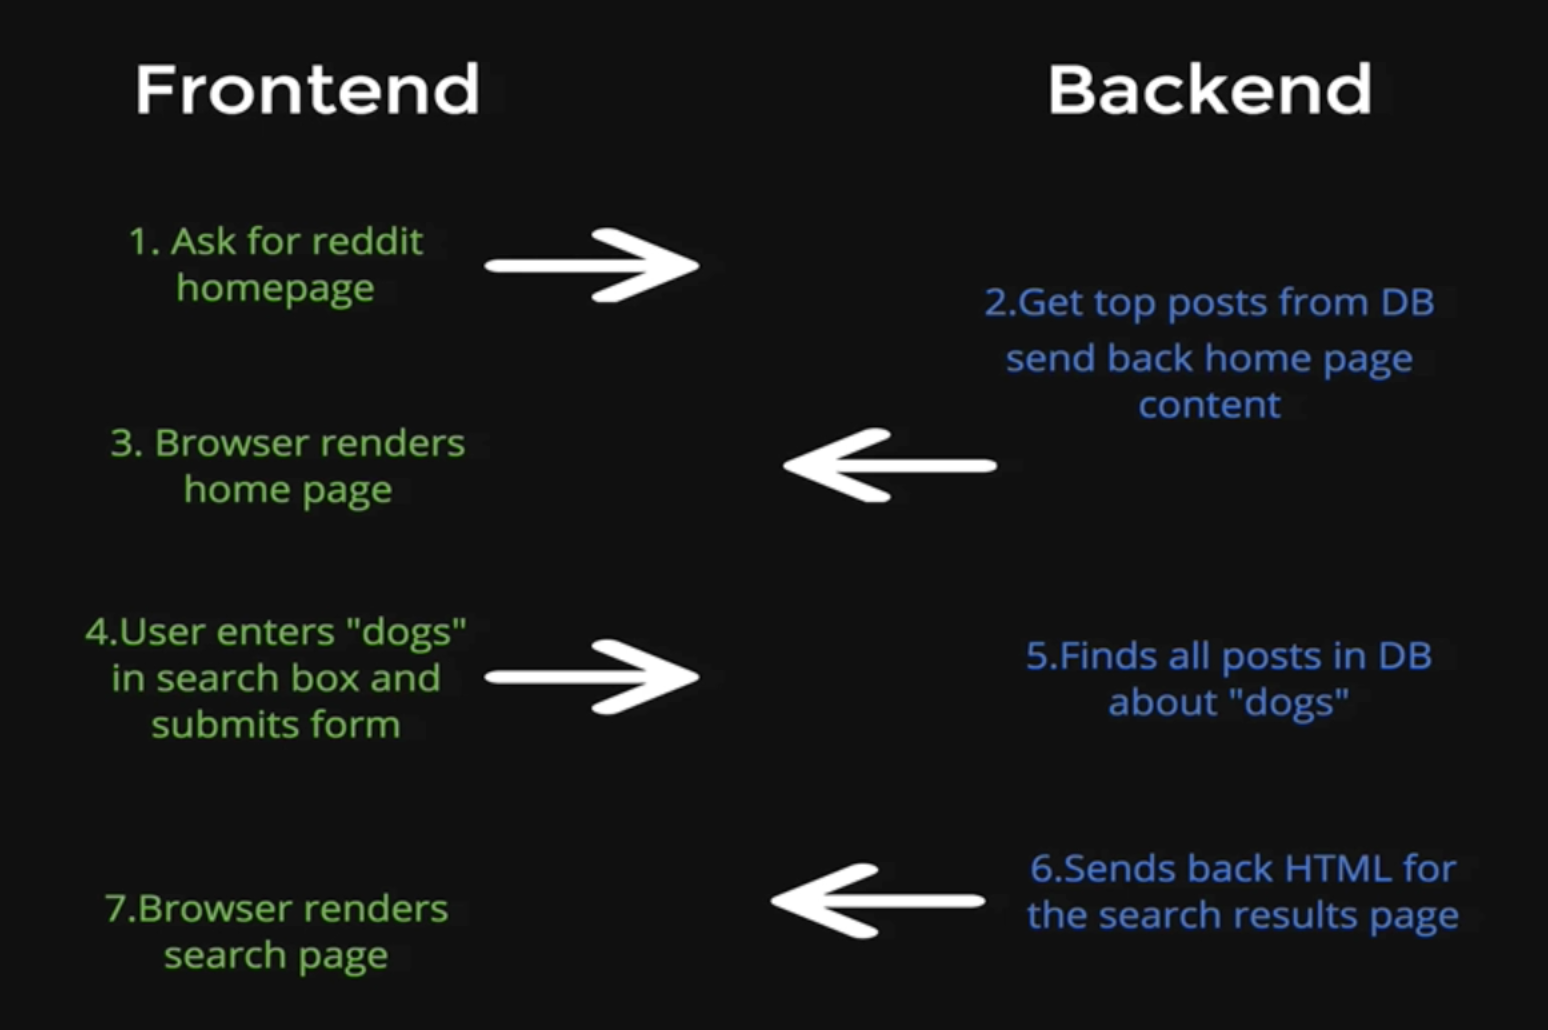 Frontend
Backend
1. Ask for reddit
homepage
2.Get top posts from DB
send back home page
content
3. Browser renders
home page
4.User enters "dogs"
in search box and
submits form
5.Finds all posts in DB
about "dogs"
6.Sends back HTML for
the search results page
7.Browser renders
search page